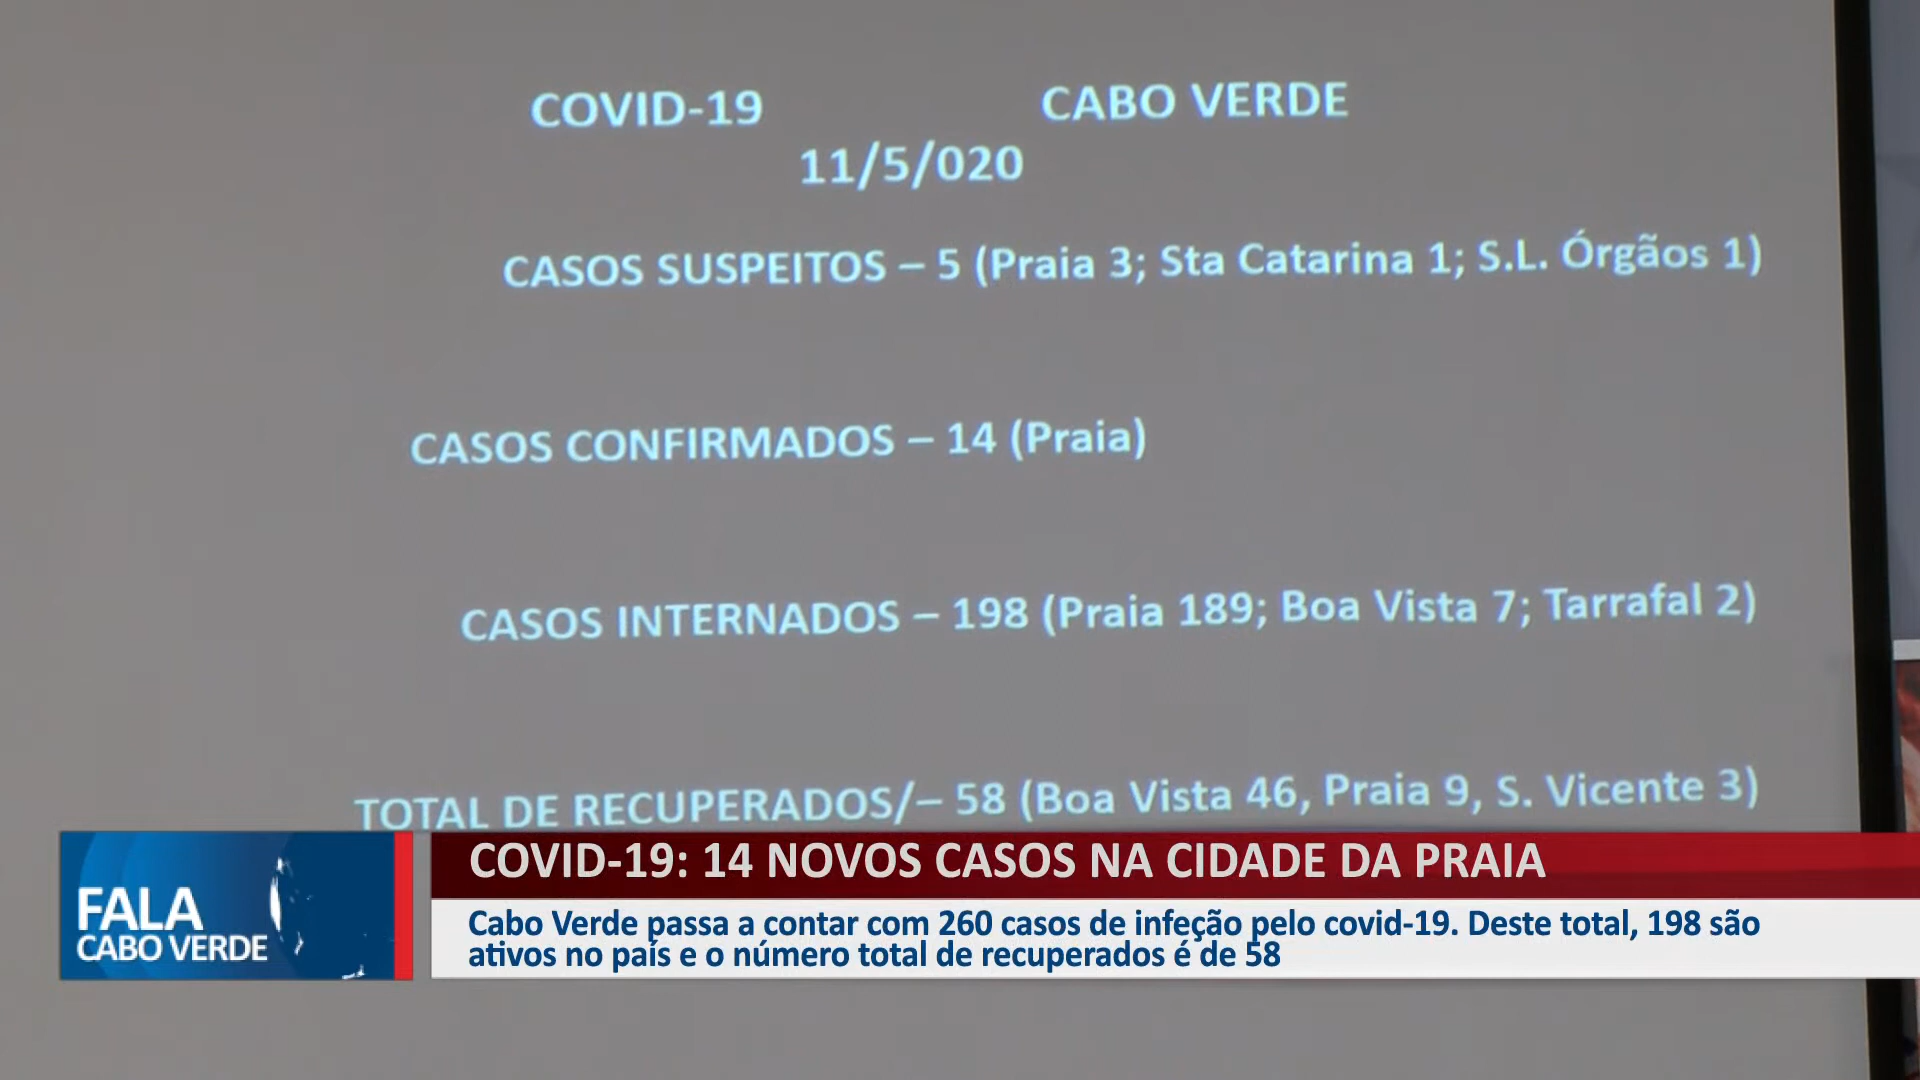 COVID-19 CABO VERDE
11/5/020
CASOS SUSPEITOS – 5 (Praia 3; Sta Catarina 1; S.L. Órgãos 1)
CASOS CONFIRMADOS – 14 (Praia)
CASOS INTERNADOS – 198 (Praia 189; Boa Vista 7; Tarrafal 2)
TOTAL DE RECUPERADOS/– 58 (Boa Vista 46, Praia 9, S. Vicente 3)
COVID-19: 14 NOVOS CASOS NA CIDADE DA PRAIA
Cabo Verde passa a contar com 260 casos de infeção pelo covid-19. Deste total, 198 são
ativos no país e o número total de recuperados é de 58
FALA
CABO VERDE